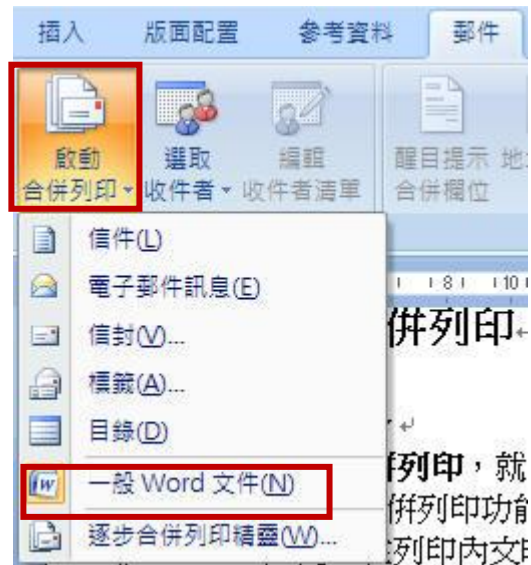 插入 版面配置 參考資料 郵件
啟動
合併列印
選取
收件者
編輯
收件者清單
醒目提示
合併欄位
信件(L)
電子郵件訊息(E)
信封(V)...
標籤(A)...
目錄(D)
一般 Word 文件(N)
逐步合併列印精靈(W)...
8 10
併列印
列印，就
併列印功能
列印內文